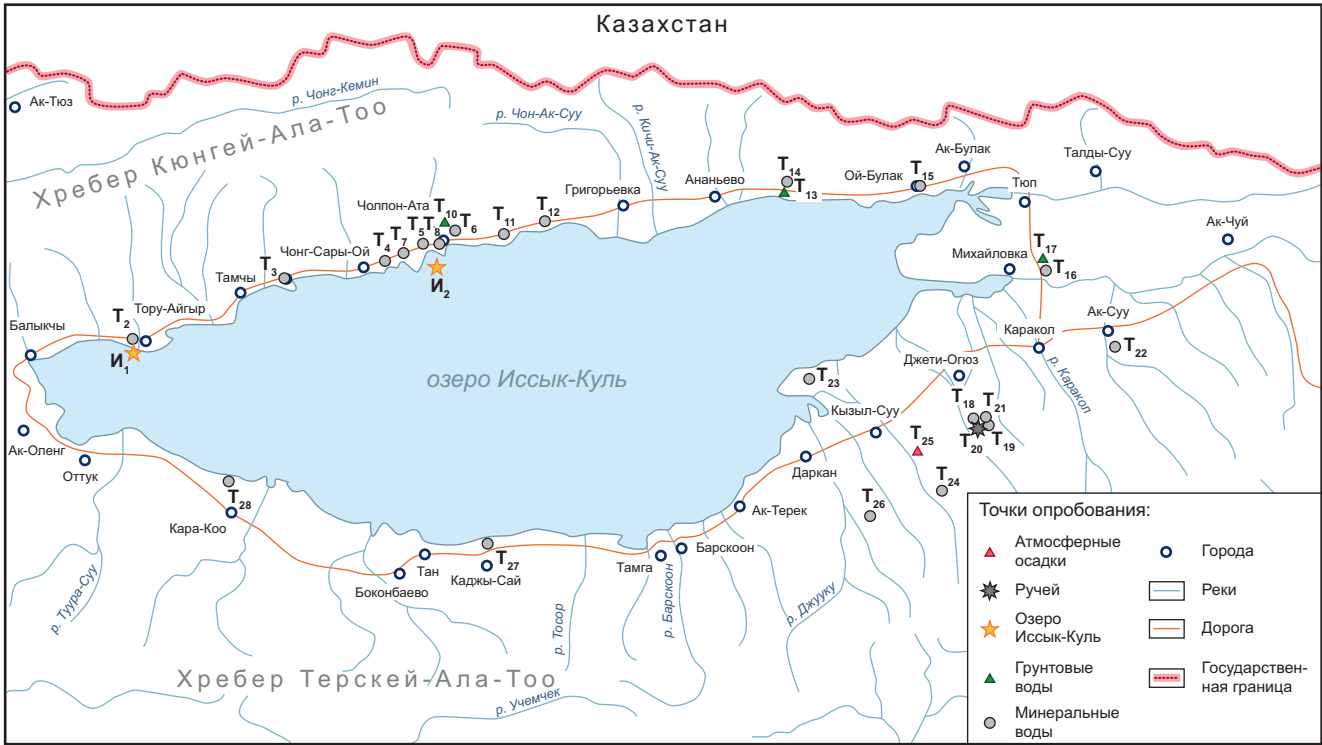 Казахстан
Ак-Тюз
р. Чонг-Кемин
Хребер Кюнгей-Ала-Тоо
р. Чон-Ак-Суу
р. Кичи-Ак-Суу
Ак-Булак
Талды-Суу
Т14
Т13
Ой-Булак
Т15
Ананьево
Григорьевка
Тюп
Чолпон-Ата
Т10
Т6
Т12
Т11
Т5
Т8
Т7
Т4
Чонг-Сары-Ой
Ак-Чуй
Т17
Т16
Михайловка
Т3
Тамчы
И2
Тору-Айгыр
Т2
Балыкчы
И1
Ак-Суу
Т22
Каракол
р. Каракол
Джети-Огюз
озеро Иссык-Куль
Т23
Кызыл-Суу
Т18
Т21
Т20
Т19
Т25
Ак-Оленг
Оттук
Даркан
Т24
Т26
Т28
Кара-Коо
Ак-Терек
Барскоон
Тамга
Тан
Т27
Каджы-Сай
Боконбаево
р. Туура-Суу
р. Тосор
р. Барскоон
р. Джууку
Хребер Терскей-Ала-Тоо
р. Учемчек
Точки опробования:
Атмосферные
осадки
Ручей
Озеро
Иссык-Куль
Грунтовые
воды
Минеральные
воды
Города
Реки
Дорога
Государствен-
ная граница